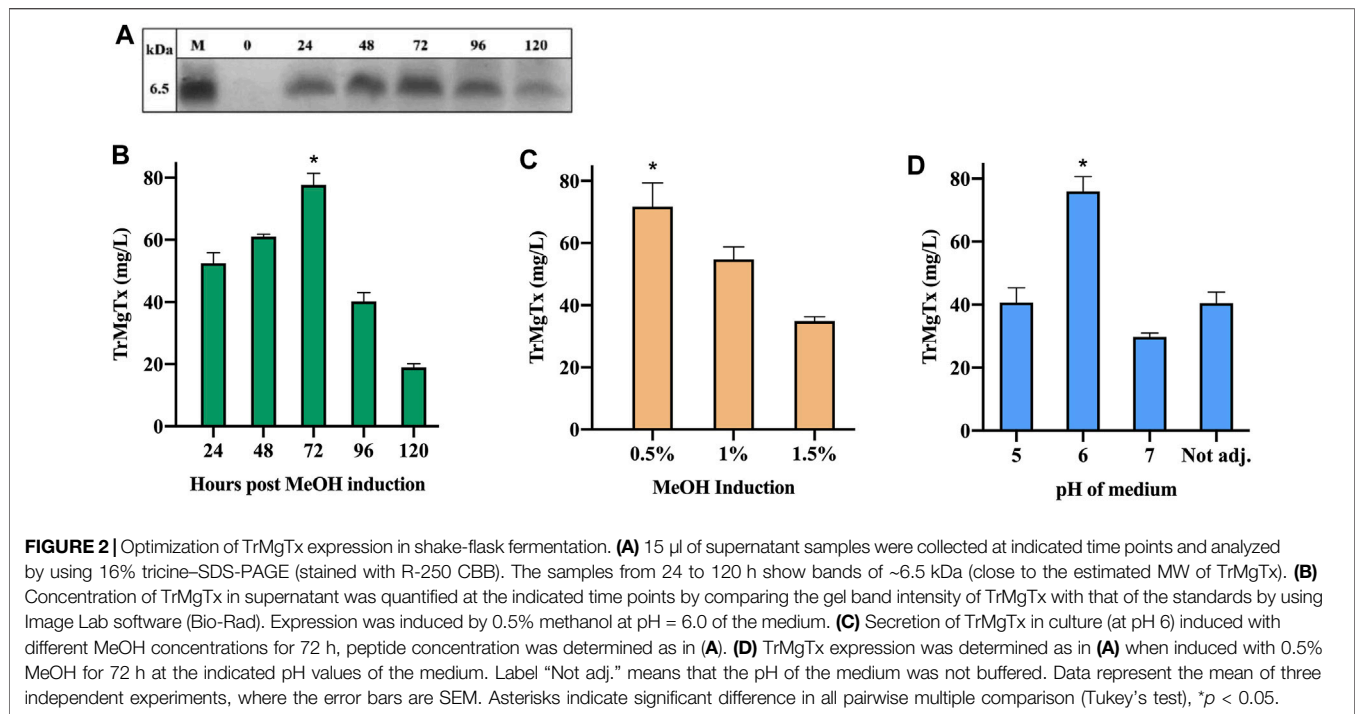 A
kDa M 0 24 48 72 96 120
6.5
B
TrMgTx (mg/L)
80
60
40
20
0
*
24 48 72 96 120
Hours post MeOH induction
C
TrMgTx (mg/L)
80
60
40
20
0
*
0.5% 1% 1.5%
MeOH Induction
D
TrMgTx (mg/L)
80
60
40
20
0
*
5 6 7 Not adj.
pH of medium
FIGURE 2 | Optimization of TrMgTx expression in shake-flask fermentation. (A) 15 µl of supernatant samples were collected at indicated time points and analyzed
by using 16% tricine–SDS-PAGE (stained with R-250 CBB). The samples from 24 to 120 h show bands of ~6.5 kDa (close to the estimated MW of TrMgTx). (B)
Concentration of TrMgTx in supernatant was quantified at the indicated time points by comparing the gel band intensity of TrMgTx with that of the standards by using
Image Lab software (Bio-Rad). Expression was induced by 0.5% methanol at pH = 6.0 of the medium. (C) Secretion of TrMgTx in culture (at pH 6) induced with
different MeOH concentrations for 72 h, peptide concentration was determined as in (A). (D) TrMgTx expression was determined as in (A) when induced with 0.5%
MeOH for 72 h at the indicated pH values of the medium. Label “Not adj.” means that the pH of the medium was not buffered. Data represent the mean of three
independent experiments, where the error bars are SEM. Asterisks indicate significant difference in all pairwise multiple comparison (Tukey’s test), *p < 0.05.